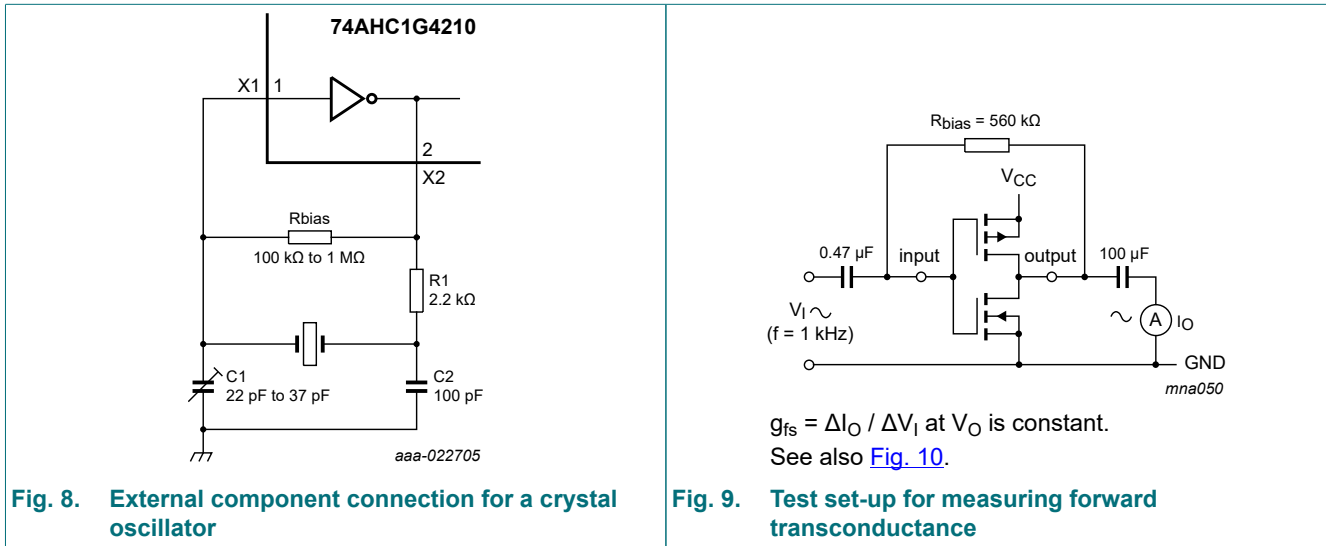 74AHC1G4210
X1
1
2
X2
Rbias
100 kΩ to 1 MΩ
R1
2.2 kΩ
C1
22 pF to 37 pF
C2
100 pF
aaa-022705
Fig. 8. External component connection for a crystal
oscillator
Rbias = 560 kΩ
VCC
0.47 µF
input
output
100 µF
VI
(f = 1 kHz)
A
IO
GND
mna050
gfs = ΔIO / ΔVI at VO is constant.
See also Fig. 10.
Fig. 9. Test set-up for measuring forward
transconductance